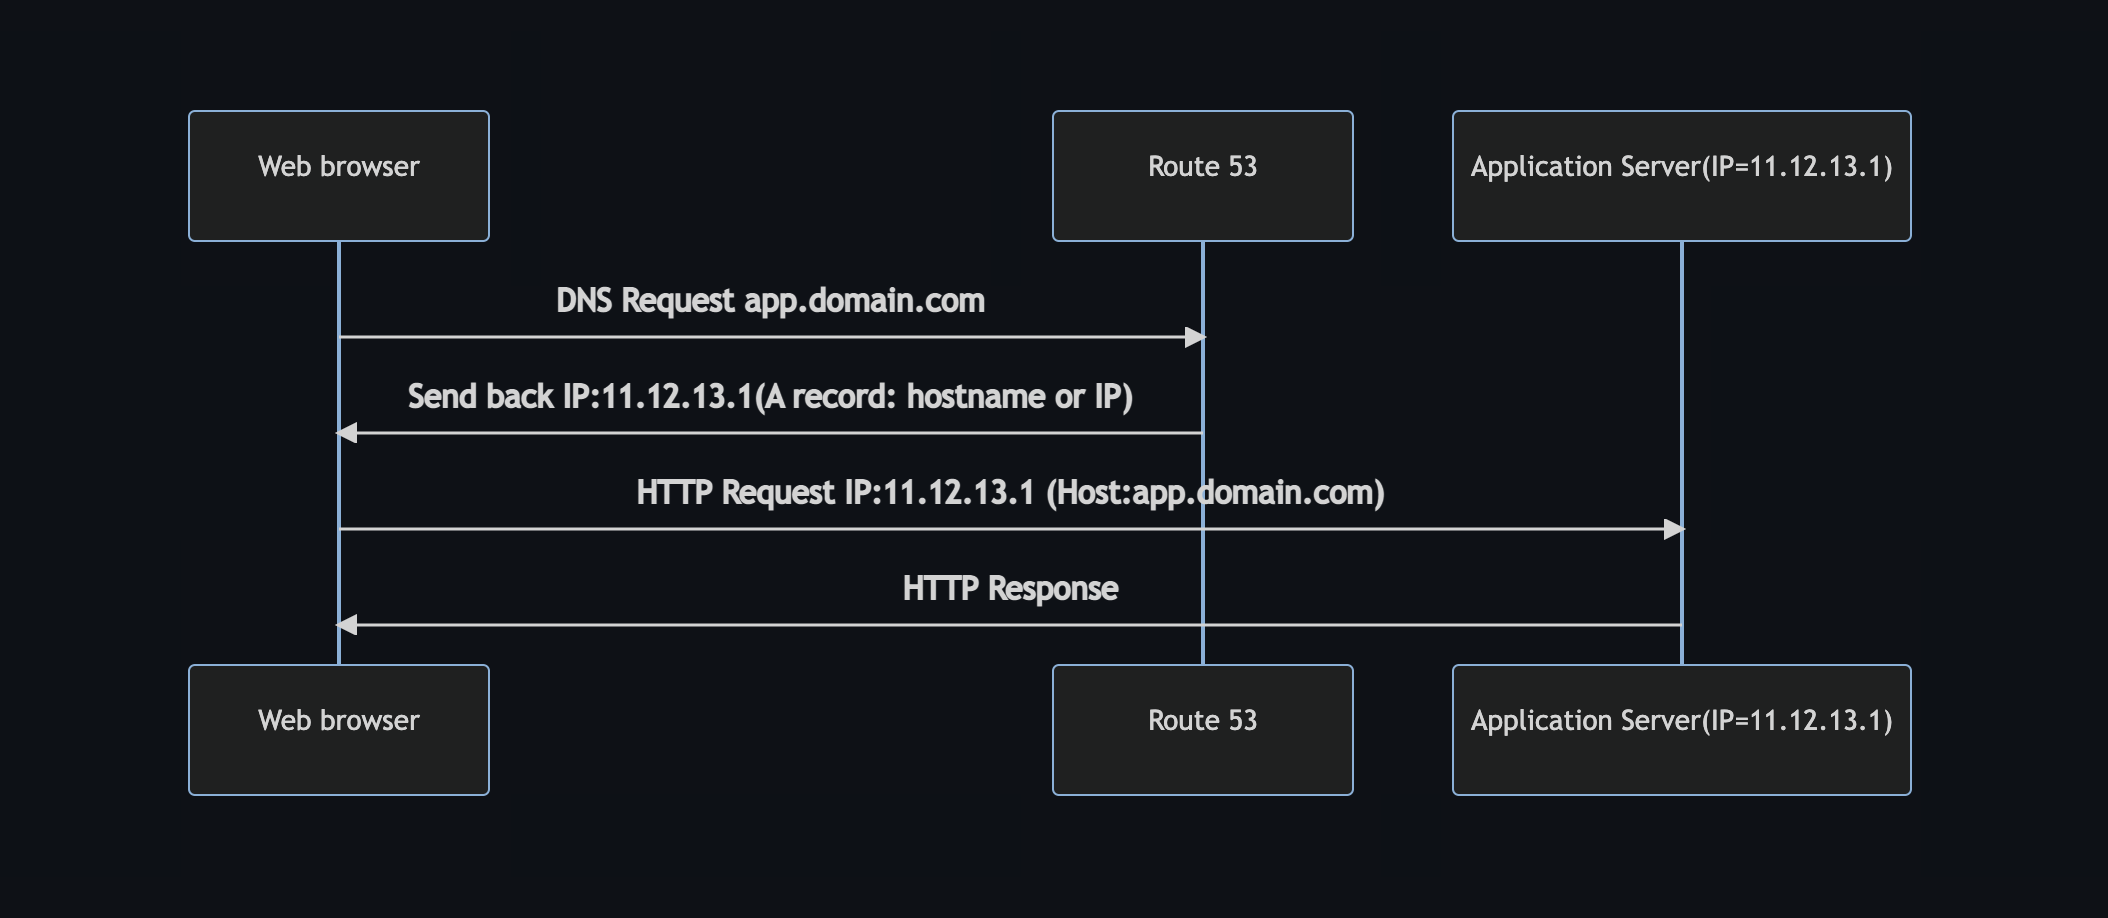 Web browser
Route 53
Application Server(IP=11.12.13.1)
DNS Request app.domain.com
Send back IP:11.12.13.1(A record: hostname or IP)
HTTP Request IP:11.12.13.1 (Host:app.domain.com)
HTTP Response
Web browser
Route 53
Application Server(IP=11.12.13.1)